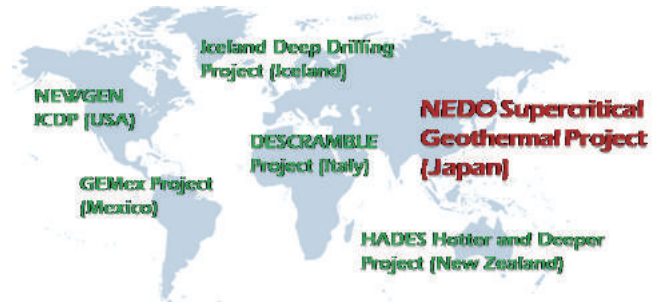 Iceland Deep Drilling
Project (Iceland)
NEWGEN
ICDP (USA)
NEDO Supercritical
Geothermal Project
(Japan)
DESCRAMBLE
Project (Italy)
GEMex Project
(Mexico)
HADES Hotter and Deeper
Project (New Zealand)